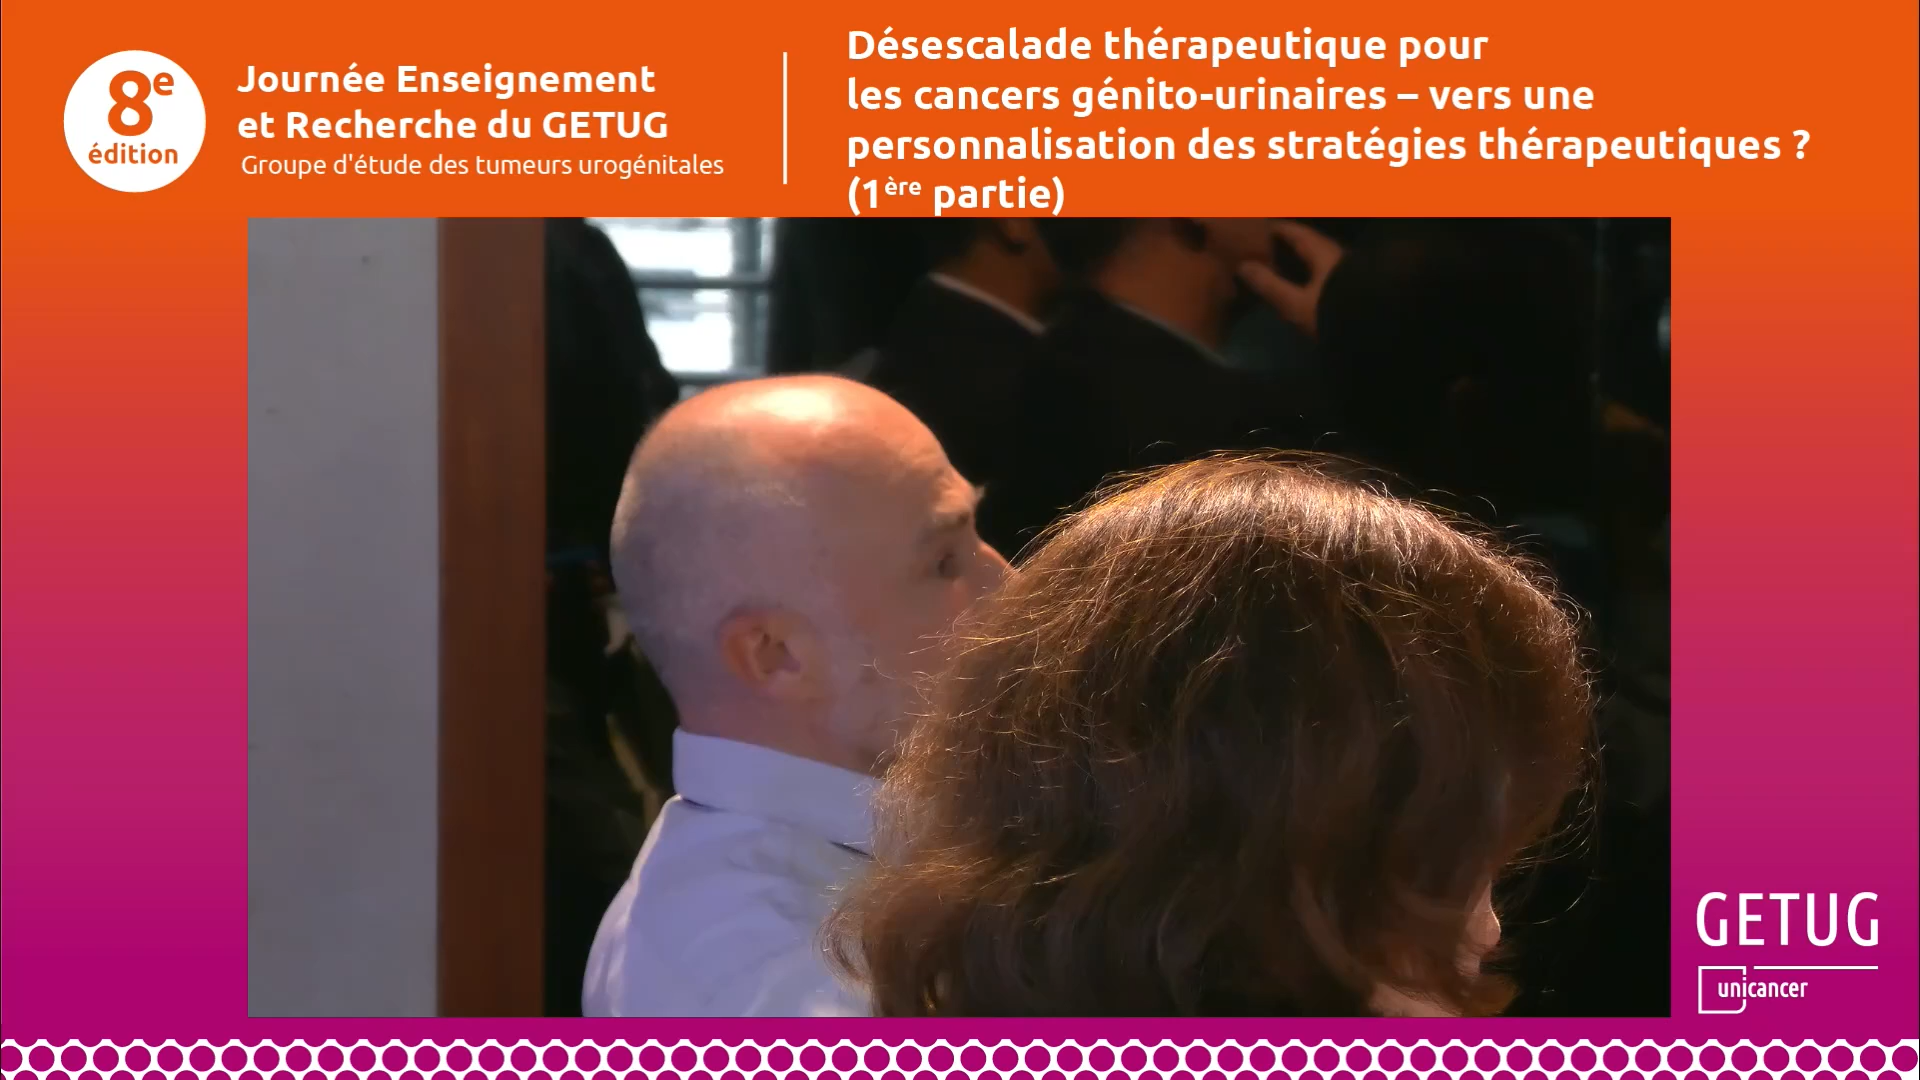 8e
édition
Journée Enseignement
et Recherche du GETUG
Groupe d'étude des tumeurs urogénitales
Désescalade thérapeutique pour
les cancers génito-urinaires – vers une
personnalisation des stratégies thérapeutiques ?
(1ère partie)
GETUG
unicancer